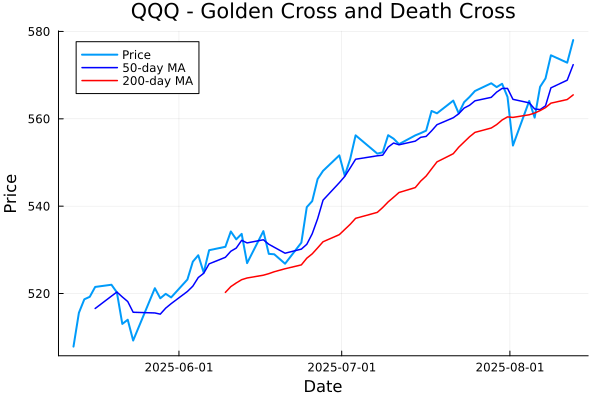 QQQ - Golden Cross and Death Cross
580
560
540
520
Price
Price
50-day MA
200-day MA
2025-06-01
2025-07-01
2025-08-01
Date